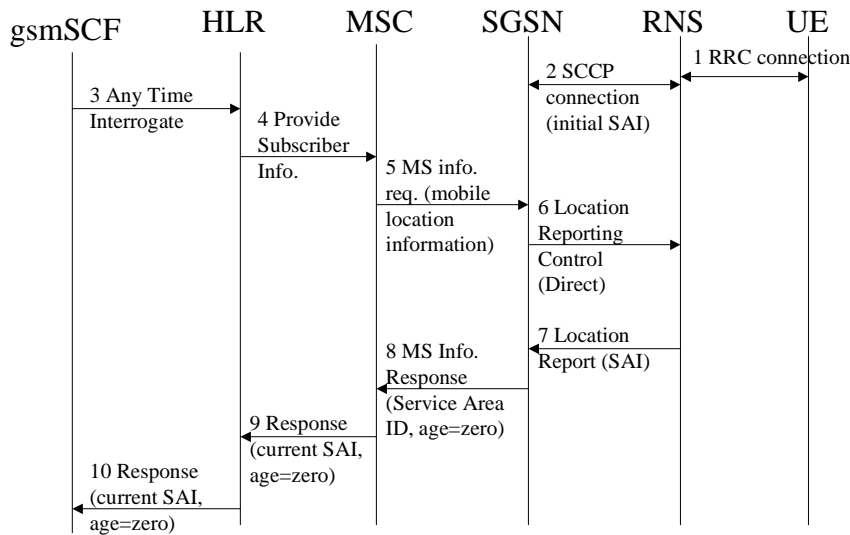 gsmSCF
HLR
MSC
SGSN
RNS
UE
1 RRC connection
2 SCCP
connection
(initial SAI)
3 Any Time
Interrogate
4 Provide
Subscriber
Info.
5 MS info.
req. (mobile
location
information)
6 Location
Reporting
Control
(Direct)
7 Location
Report (SAI)
8 MS Info.
Response
(Service Area
ID, age=zero)
9 Response
(current SAI,
age=zero)
10 Response
(current SAI,
age=zero)